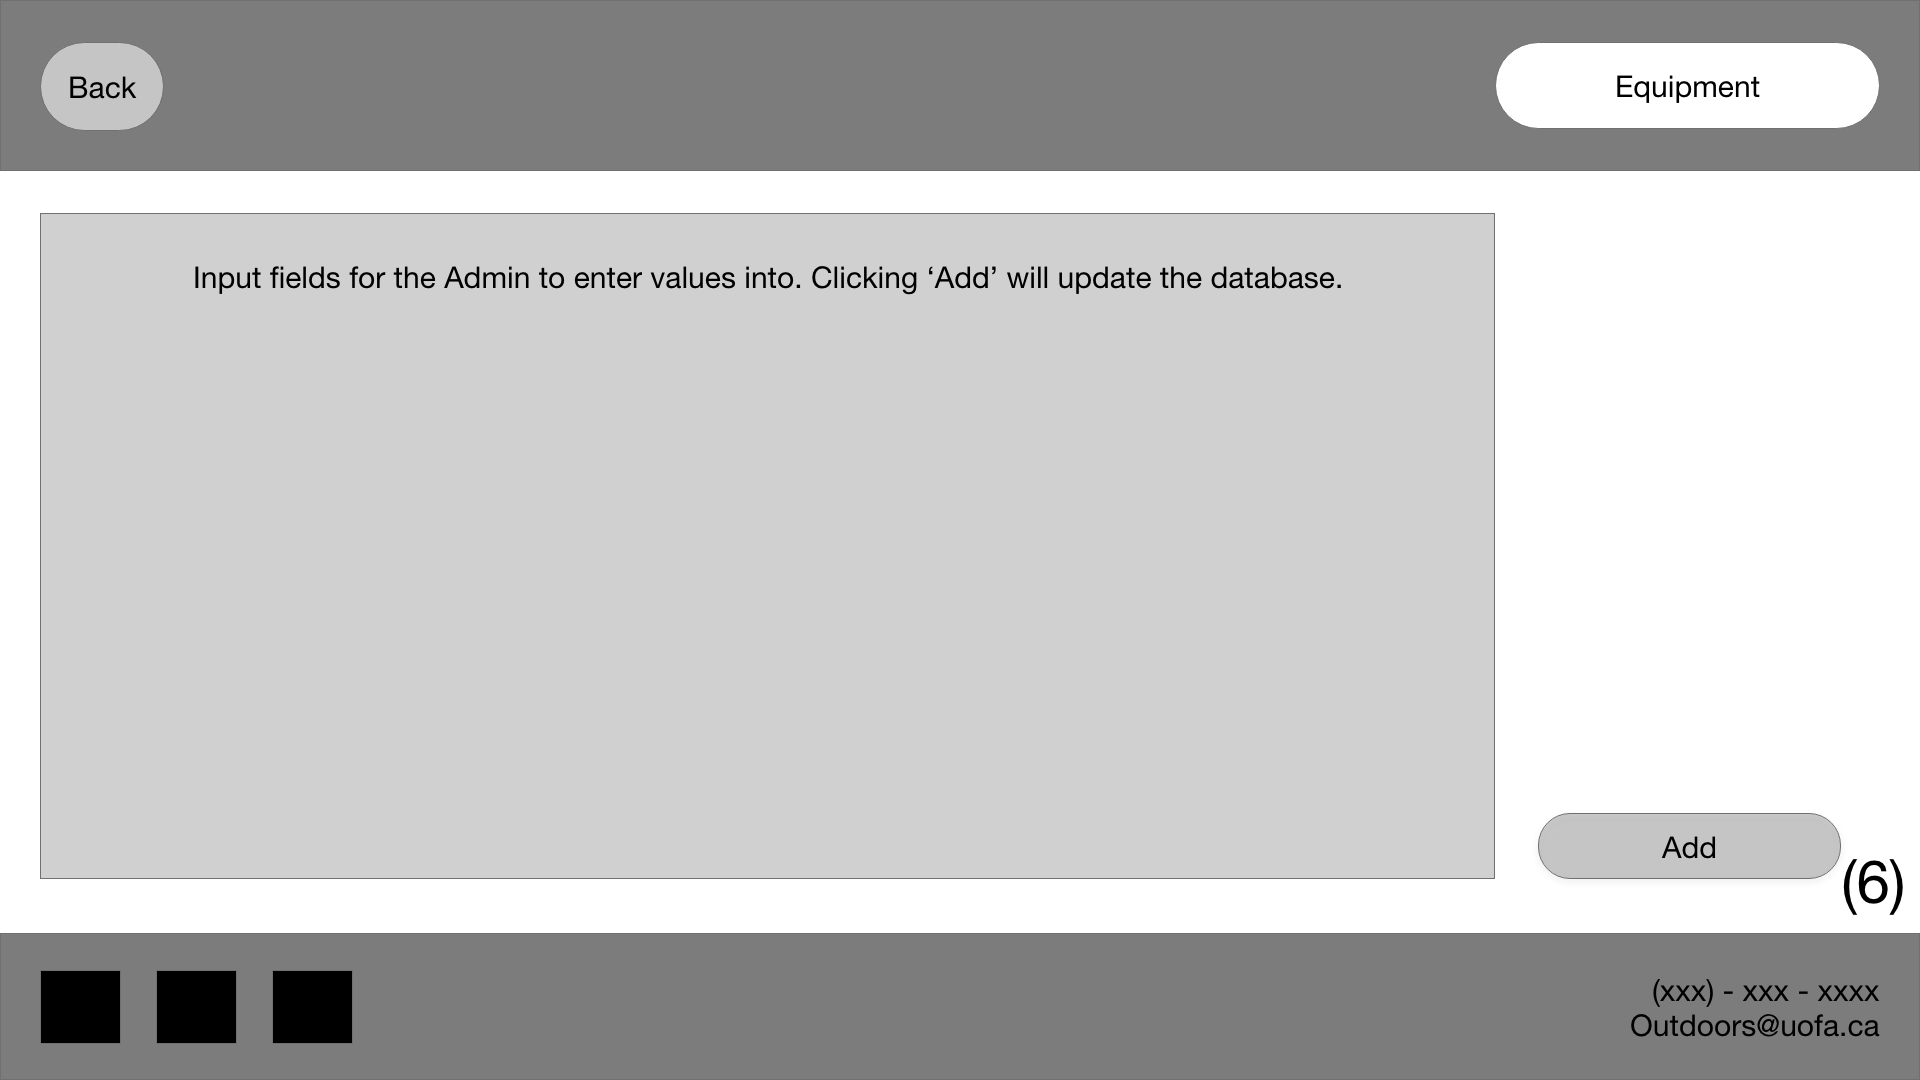 Back
Equipment
Input fields for the Admin to enter values into. Clicking ‘Add’ will update the database.
Add
(6)
(xxx) - xxx - xxxx
Outdoors@uofa.ca